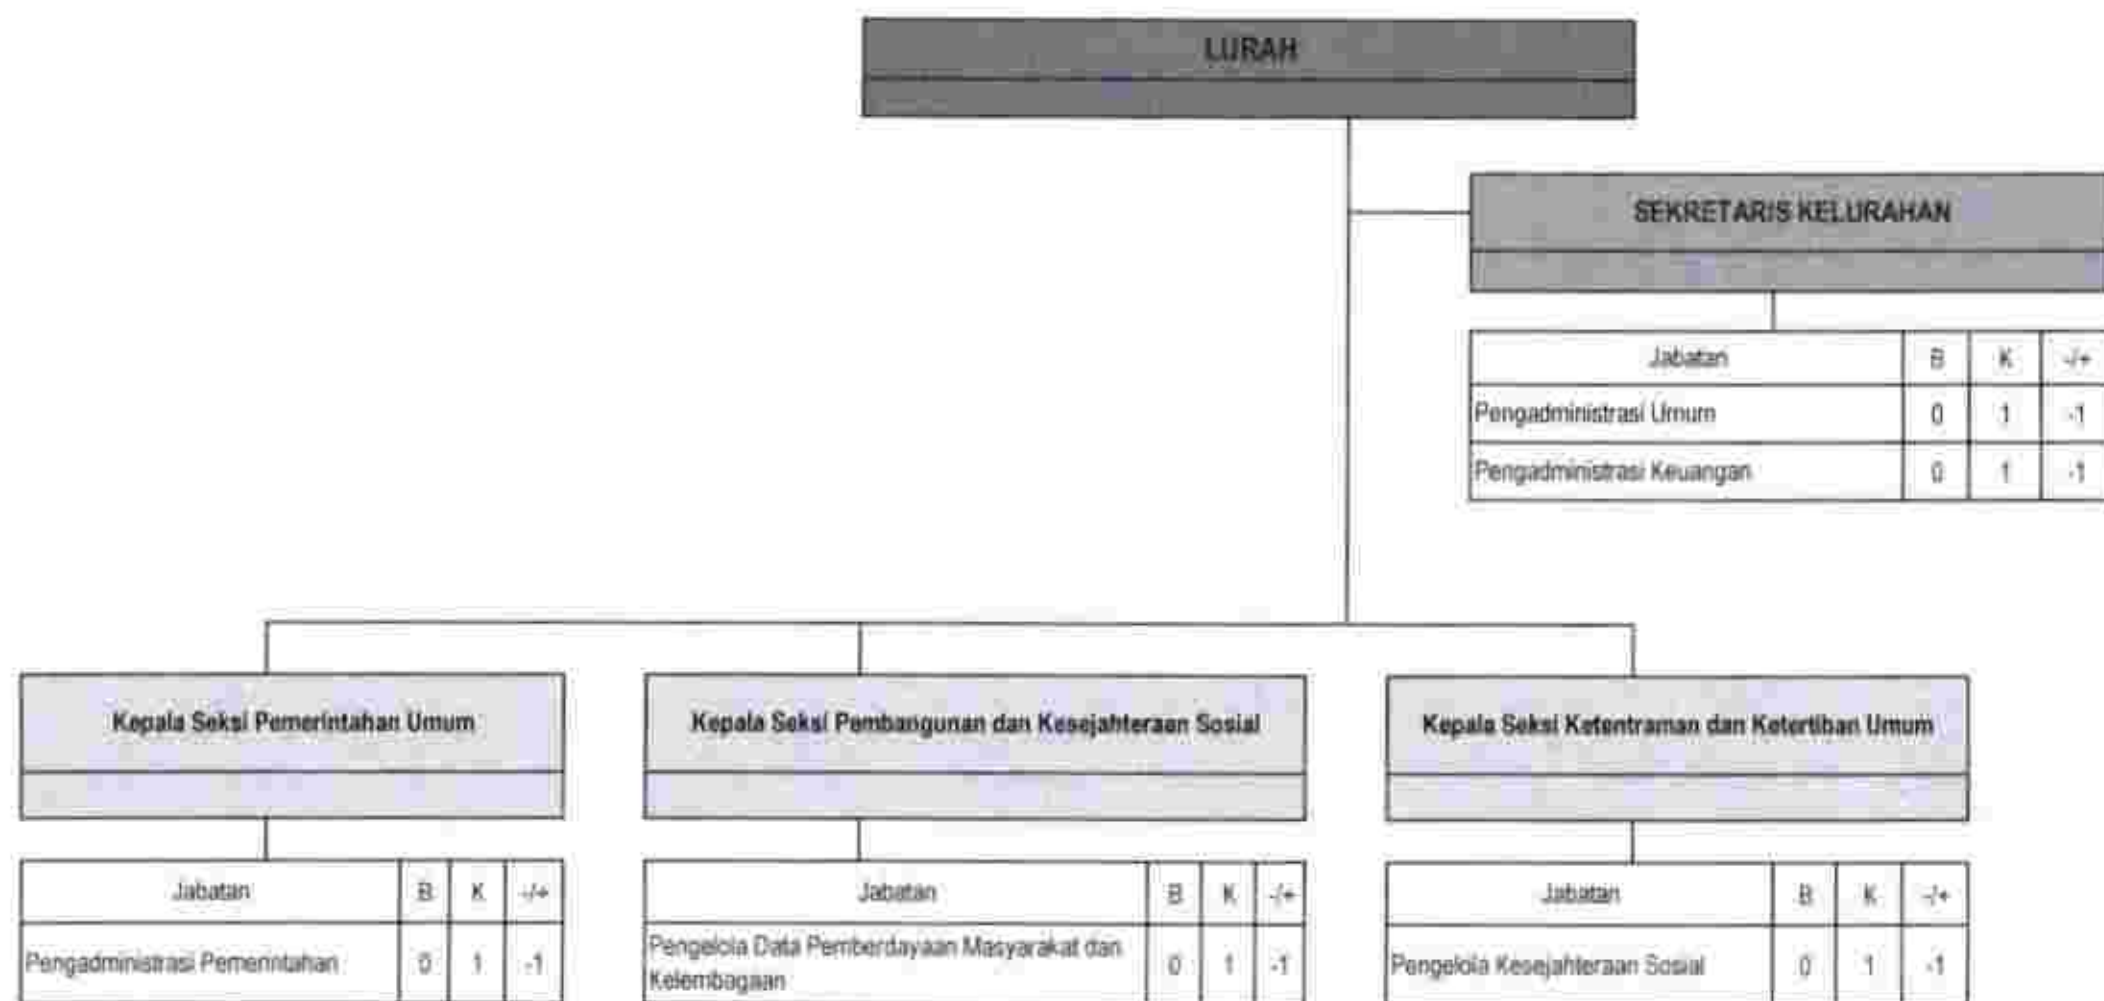 LURAH
SEKRETARIS KELURAHAN
Jabatan B K -/+
Pengadministrasi Umum 0 1 -1
Pengadministrasi Keuangan 0 1 -1
Kepala Seksi Pemerintahan Umum
Kepala Seksi Pembangunan dan Kesejahteraan Sosial
Kepala Seksi Ketentraman dan Ketertiban Umum
Jabatan B K -/+
Pengadministrasi Pemerintahan 0 1 -1
Jabatan B K -/+
Pengelola Data Pemberdayaan Masyarakat dan
Kelembagaan 0 1 -1
Jabatan B K -/+
Pengelola Kesejahteraan Sosial 0 1 -1